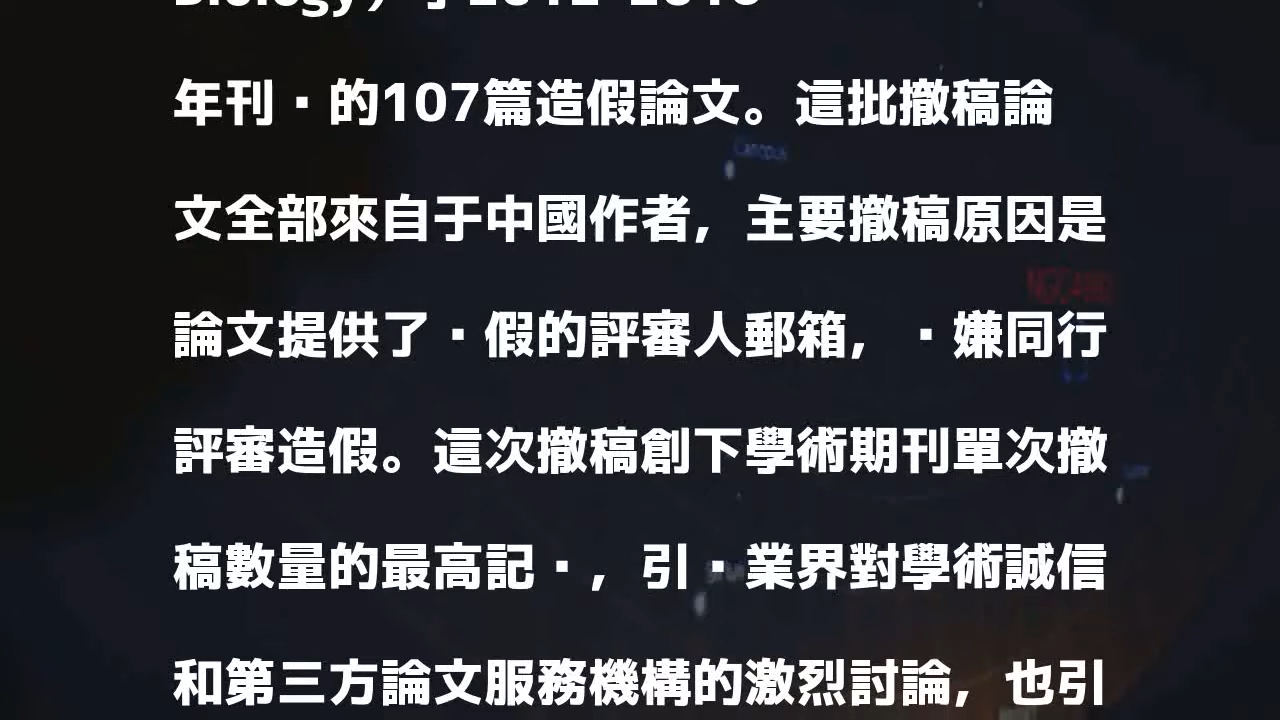 年刊▪的107篇造假論文。這批撤稿論
Canopus
文全部來自于中國作者，主要撤稿原因是
論文提供了▪假的評審人郵箱，▪嫌同行
評審造假。這次撤稿創下學術期刊單次撤
稿數量的最高記▪，引▪業界對學術誠信
和第三方論文服務機構的激烈討論，也引